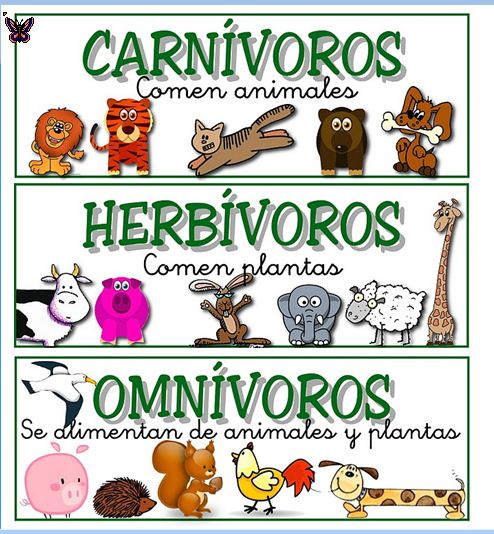 CARNÍVOROS
Comen animales
HERBÍVOROS
Comen plantas
OMNÍVOROS
Se alimentan de animales y plantas